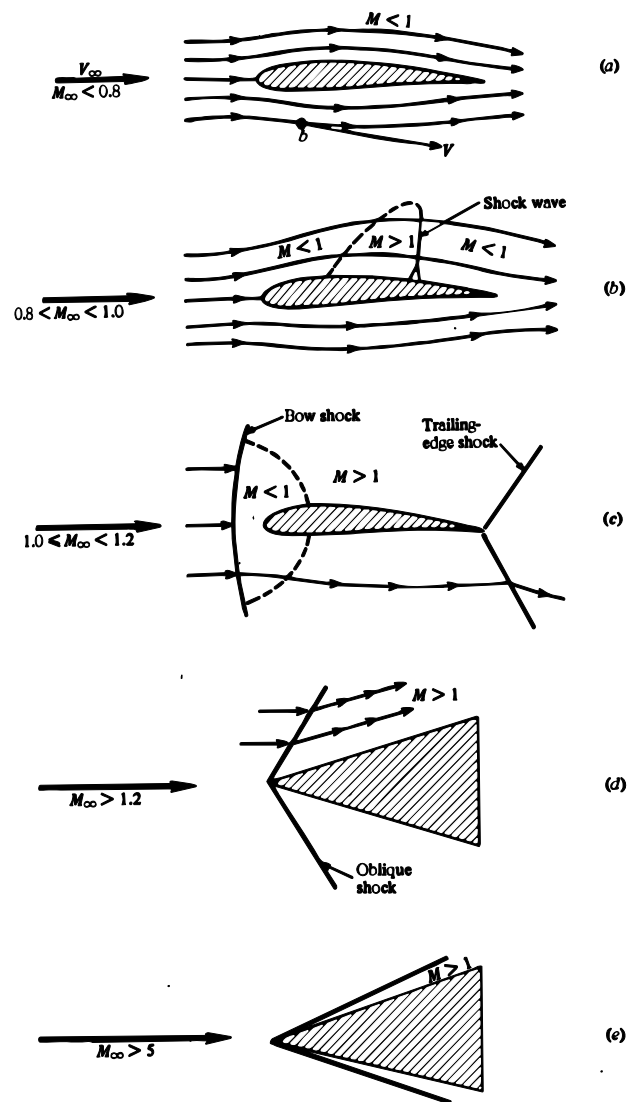 M < 1
V∞
M∞ < 0.8
(a)
b
V
Shock wave
M < 1
M > 1
M < 1
0.8 < M∞ < 1.0
(b)
Bow shock
Trailing-
edge shock
M > 1
M < 1
1.0 ⩽ M∞ < 1.2
(c)
M > 1
M∞ > 1.2
(d)
Oblique
shock
M > 1
M∞ > 5
(e)